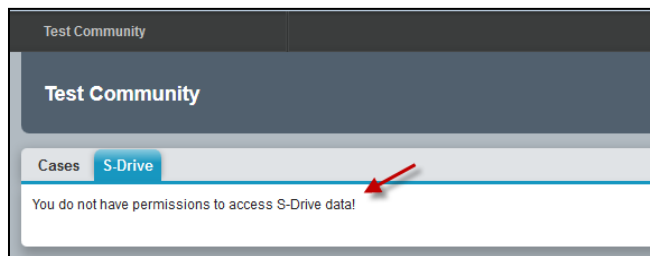 Test Community
Test Community
Cases S-Drive
You do not have permissions to access S-Drive data!